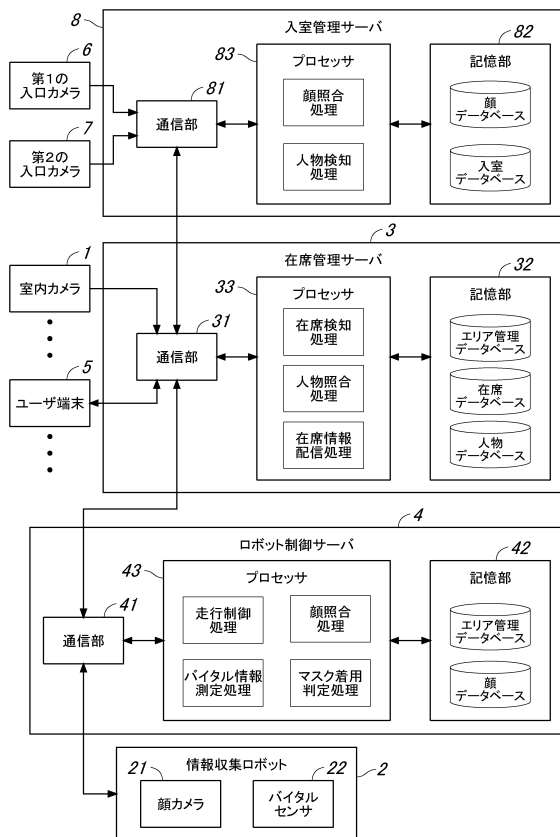 8
入室管理サーバ
6
第1の
入口カメラ
7
第2の
入口カメラ
81
通信部
83
プロセッサ
顔照合
処理
人物検知
処理
82
記憶部
顔
データベース
入室
データベース
3
在席管理サーバ
1
室内カメラ
5
ユーザ端末
31
通信部
33
プロセッサ
在席検知
処理
人物照合
処理
在席情報
配信処理
32
記憶部
エリア管理
データベース
在席
データベース
人物
データベース
4
ロボット制御サーバ
41
通信部
43
プロセッサ
走行制御
処理
顔照合
処理
バイタル情報
測定処理
マスク着用
判定処理
42
記憶部
エリア管理
データベース
顔
データベース
情報収集ロボット
2
21
顔カメラ
22
バイタル
センサ